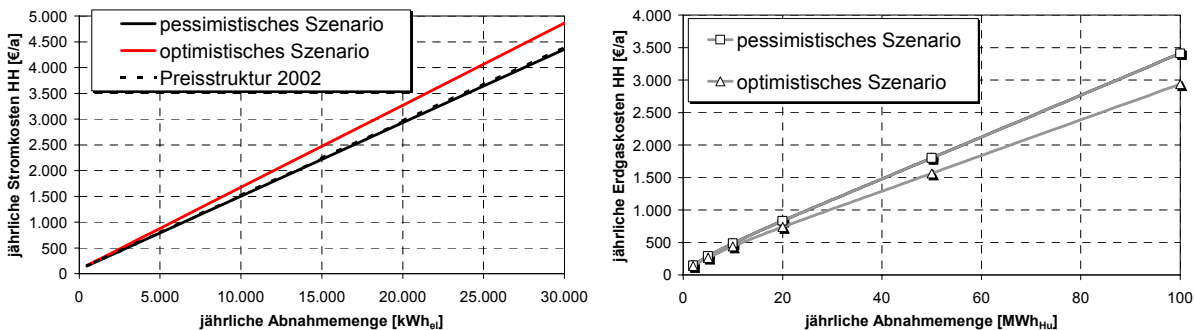 jährliche Stromkosten HH [€/a]
5.000
4.500
4.000
3.500
3.000
2.500
2.000
1.500
1.000
500
0
pessimistisches Szenario
optimistisches Szenario
Preisstruktur 2002
0 5.000 10.000 15.000 20.000 25.000 30.000
jährliche Abnahmemenge [kWhel]
jährliche Erdgaskosten HH [€/a]
4.000
3.500
3.000
2.500
2.000
1.500
1.000
500
0
pessimistisches Szenario
optimistisches Szenario
0 20 40 60 80 100
jährliche Abnahmemenge [MWhHu]